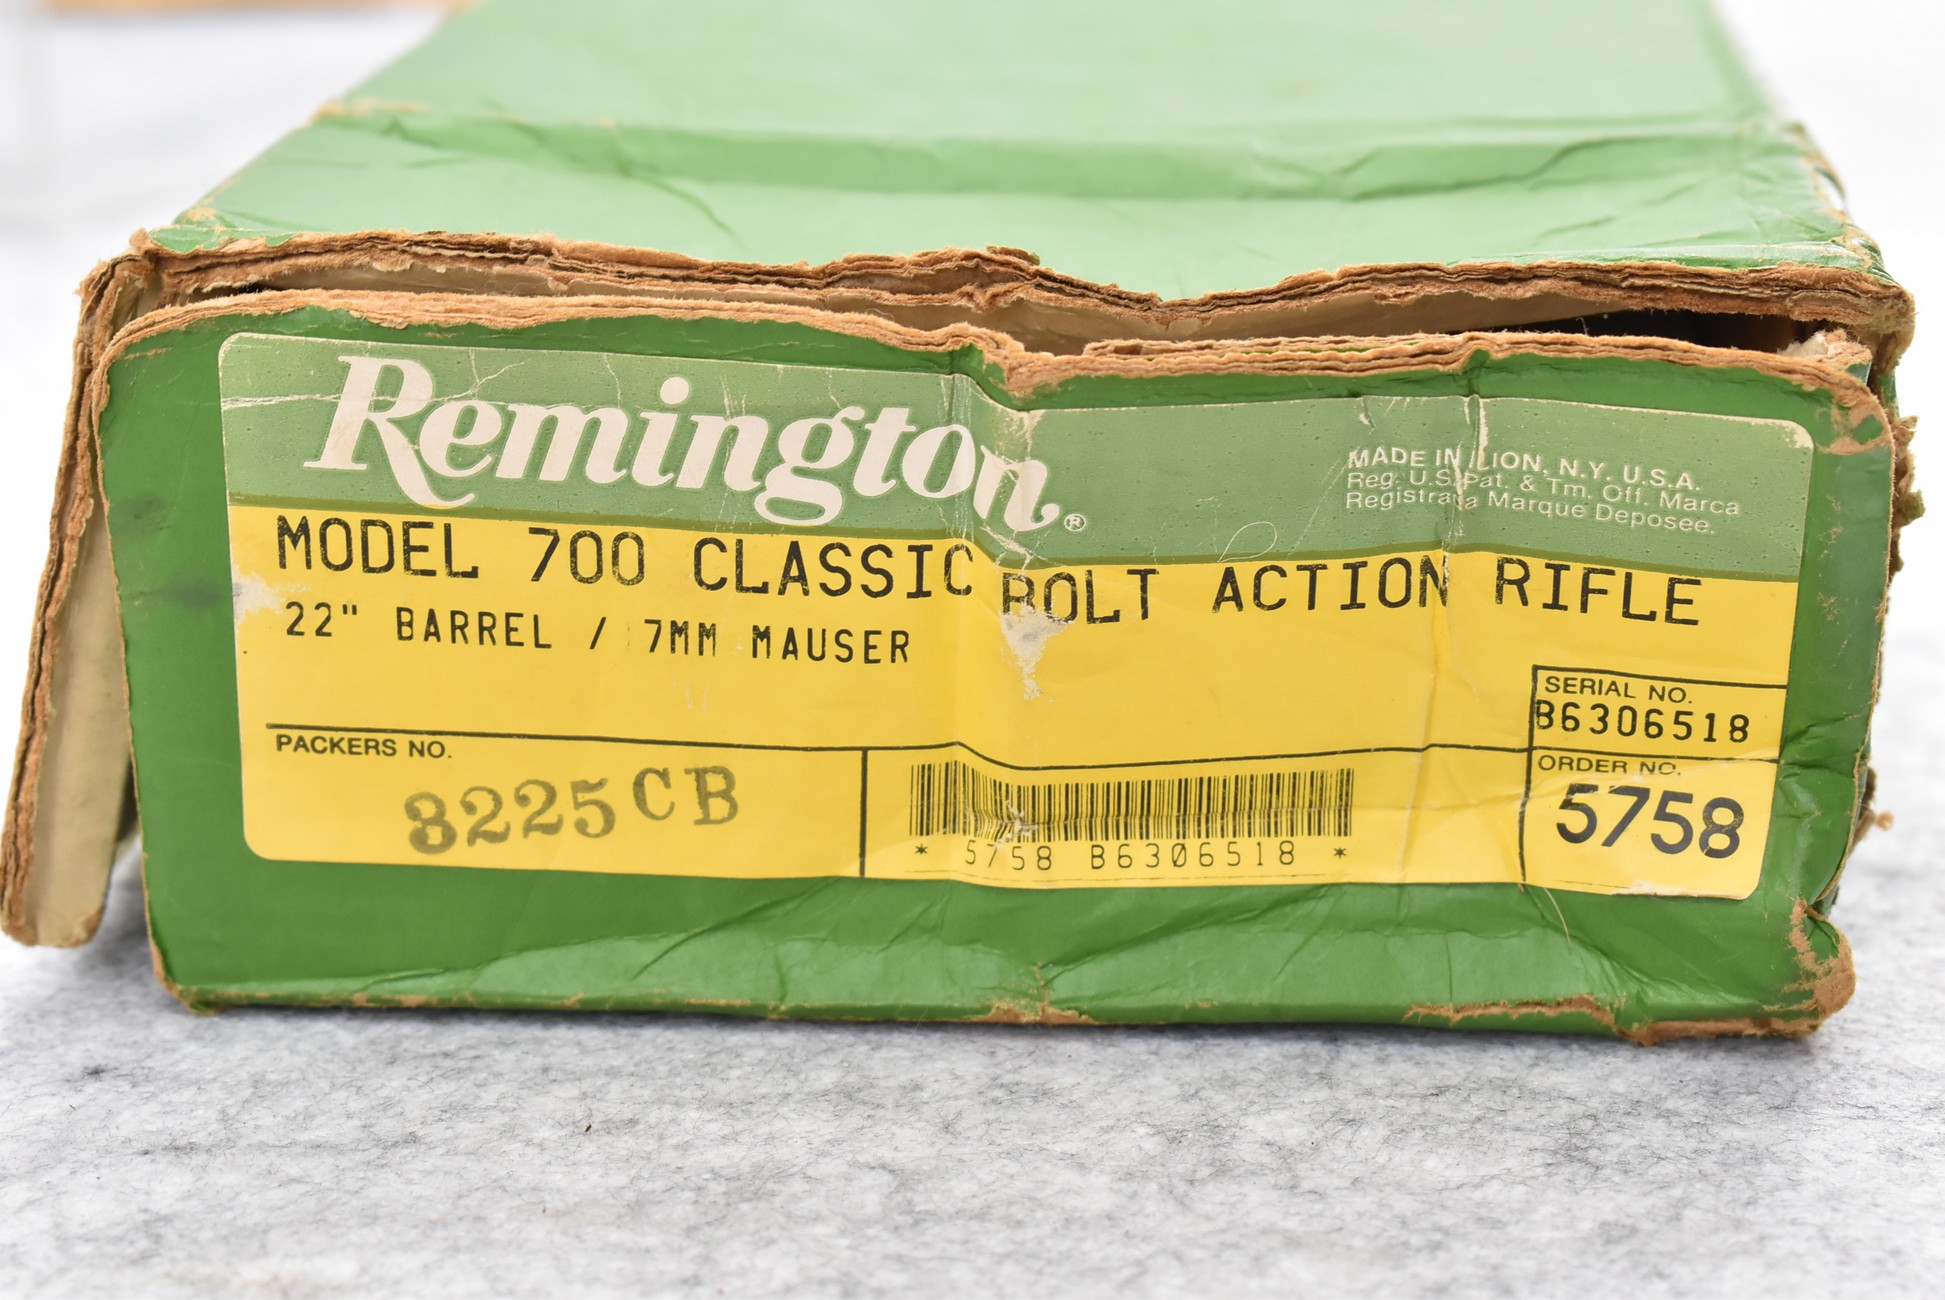 Remington®
MADE IN ILION, N.Y. U.S.A.
Reg. U.S. Pat. & Tm. Off. Marca
Registrada Marque Deposee.
MODEL 700 CLASSIC BOLT ACTION RIFLE
22" BARREL / 7MM MAUSER
SERIAL NO.
B6306518
PACKERS NO.
8225CB
* 5758 B6306518 *
ORDER NO.
5758